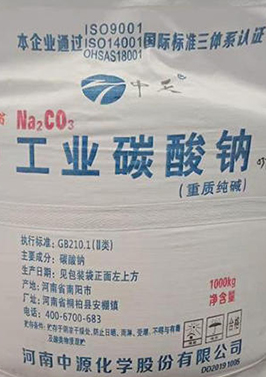 ISO9001
本企业通过ISO14001国际标准三体系认证
OHSAS18001
中
Na₂CO₃
工业碳酸钠
(重质纯碱)
执行标准:GB210.1(Ⅱ类)
主要成分:碳酸钠
生产日期:见包装袋正面左上方
产地:河南省南阳市
厂址:河南省桐柏县安棚镇
电话:400-6700-683
1000kg
净含量
合格
河南中源化学股份有限公司